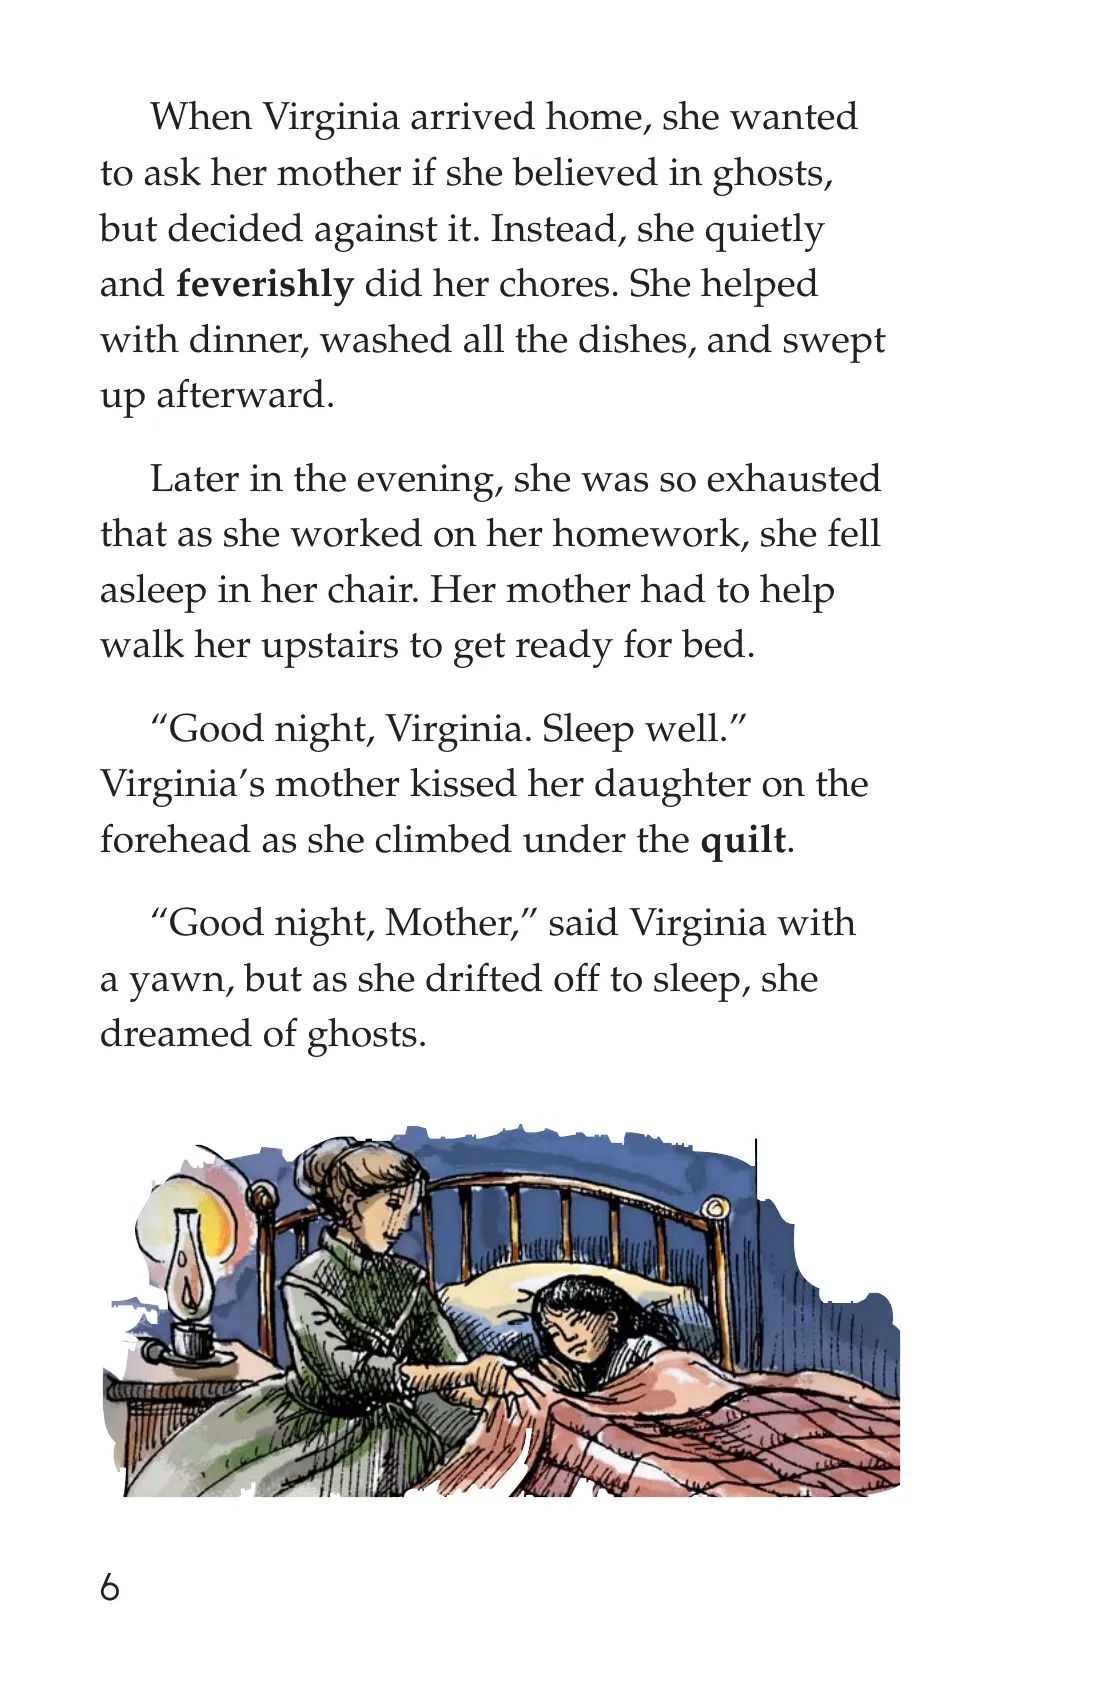 When Virginia arrived home, she wanted
to ask her mother if she believed in ghosts,
but decided against it. Instead, she quietly
and feverishly did her chores. She helped
with dinner, washed all the dishes, and swept
up afterward.
Later in the evening, she was so exhausted
that as she worked on her homework, she fell
asleep in her chair. Her mother had to help
walk her upstairs to get ready for bed.
“Good night, Virginia. Sleep well.”
Virginia’s mother kissed her daughter on the
forehead as she climbed under the quilt.
“Good night, Mother,” said Virginia with
a yawn, but as she drifted off to sleep, she
dreamed of ghosts.
6